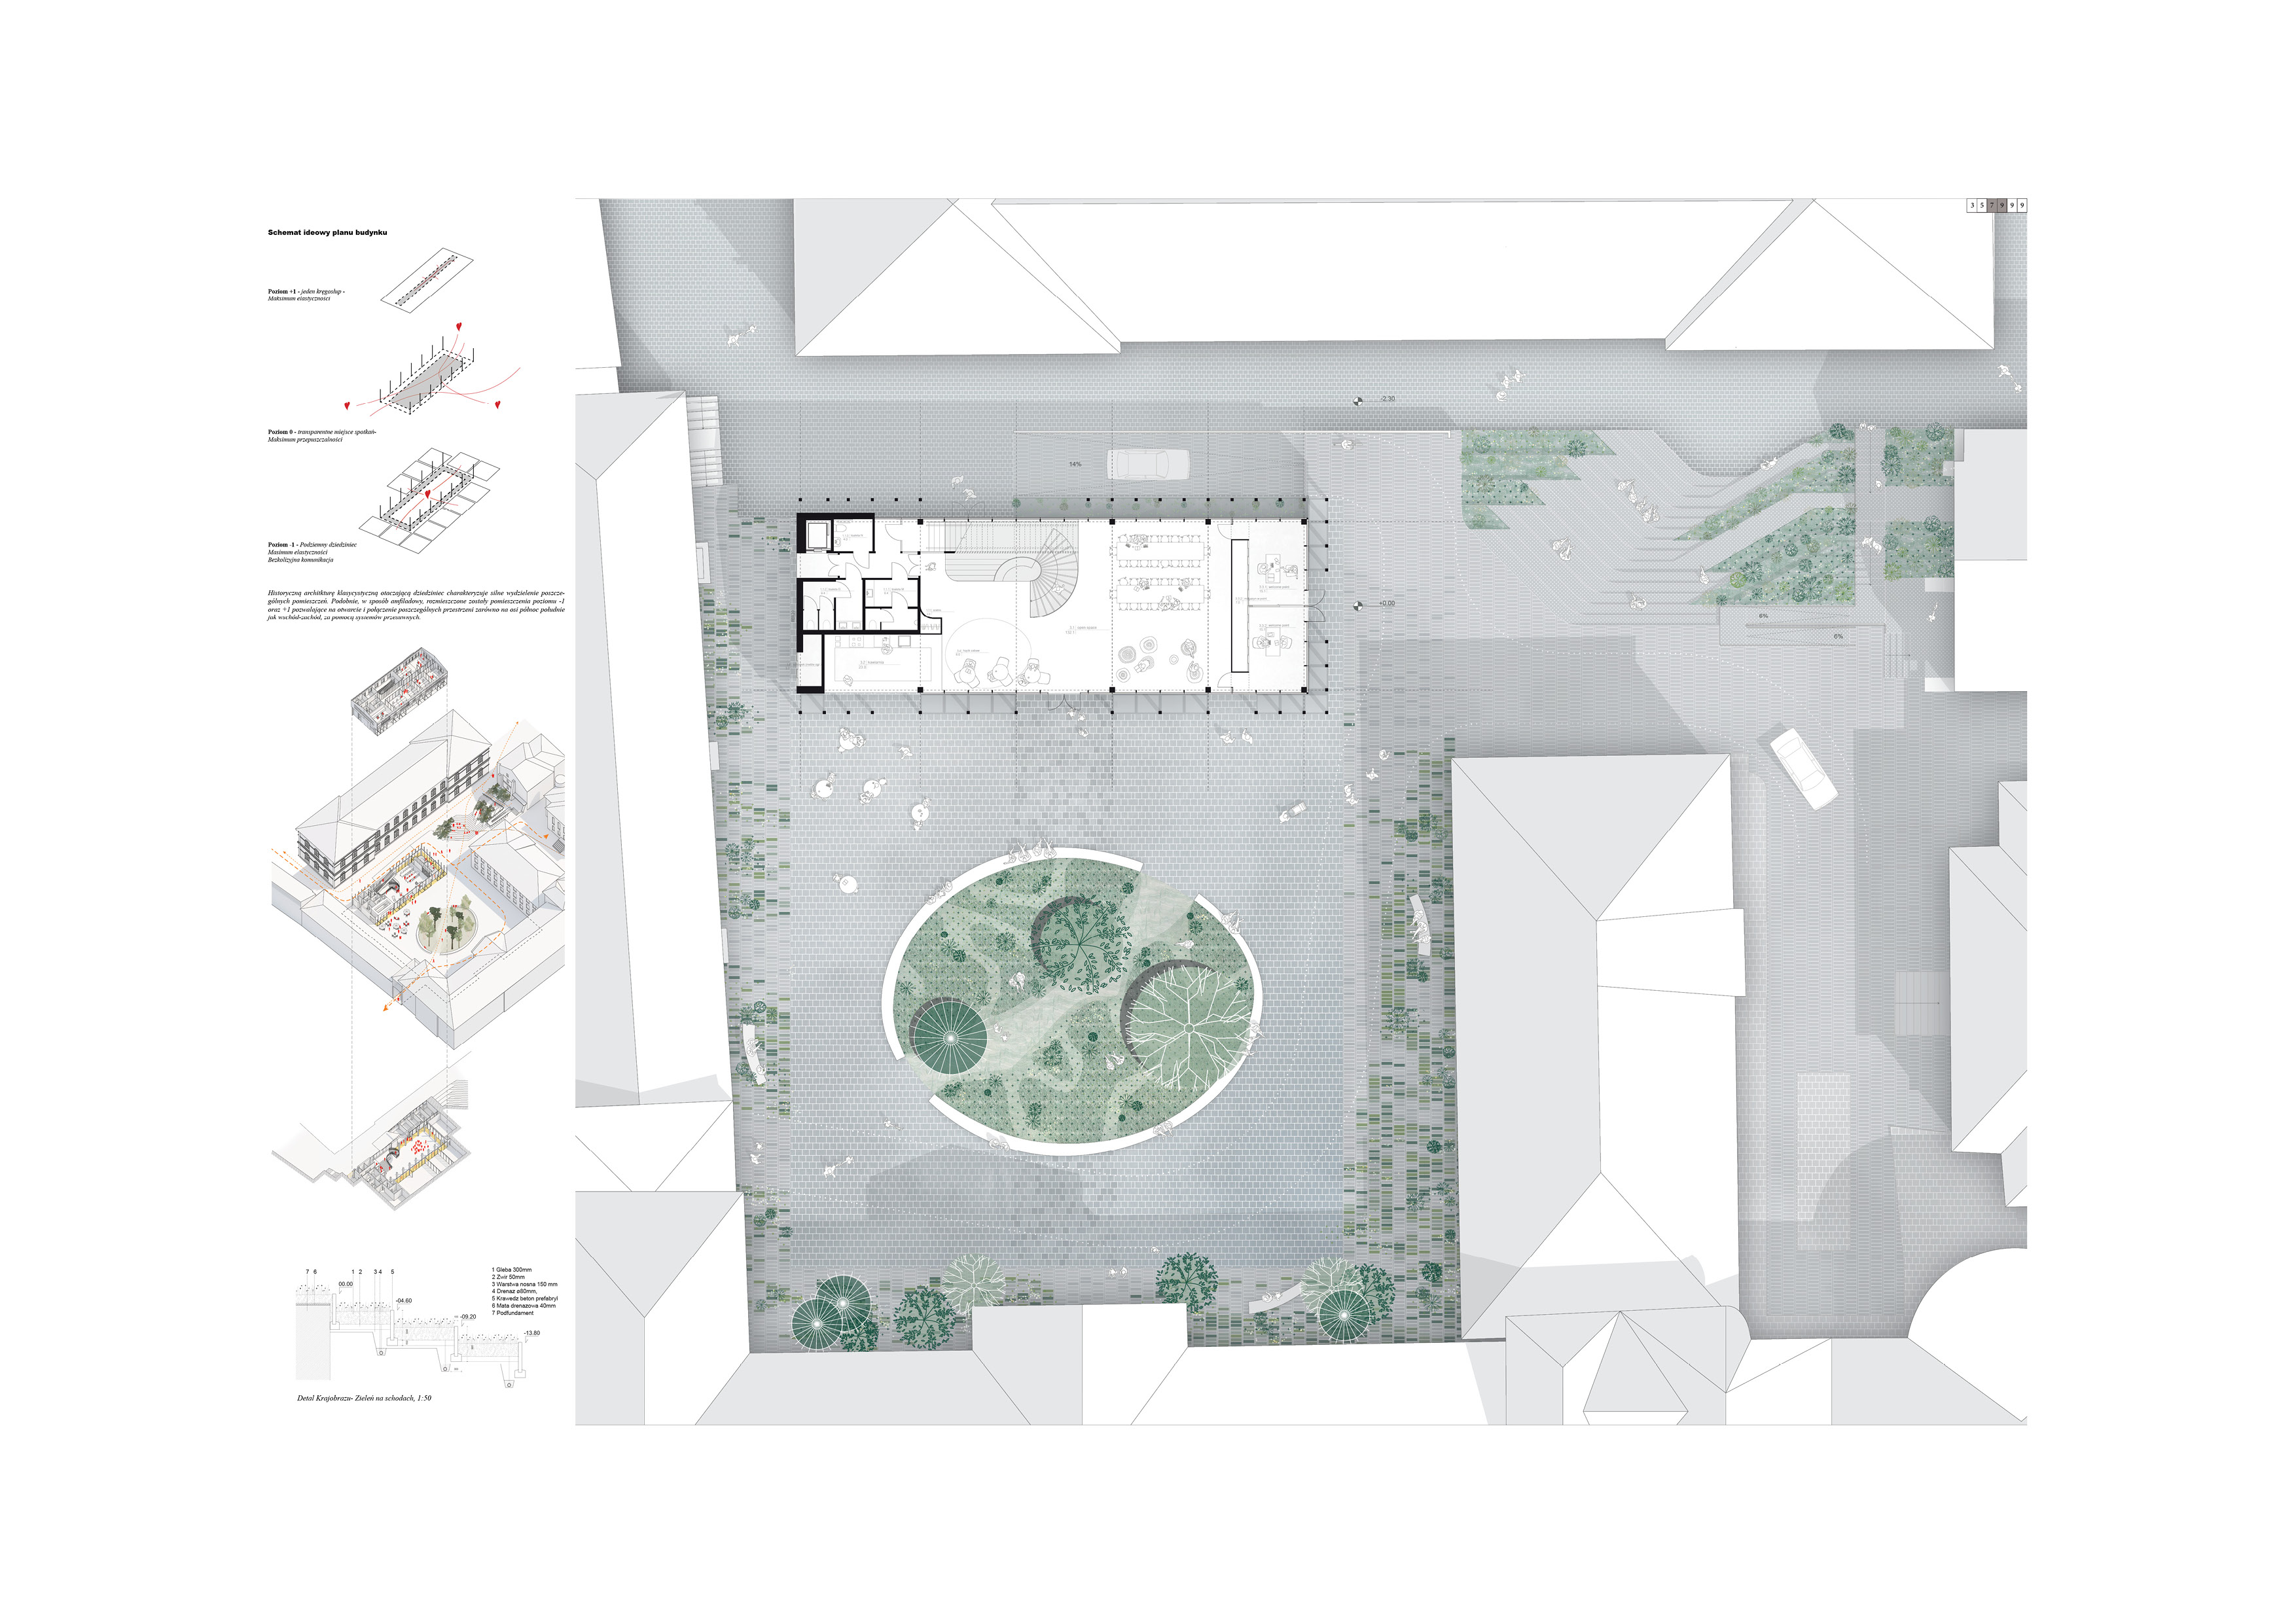 Schemat ideowy planu budynku
Poziom +1 - jeden kręgosłup -
Maksimum elastyczności
Poziom 0 - transparentne miejsce spotkań-
Maksimum przepuszczalności
Poziom -1 - Podziemny dziedziniec
Masimum elastyczności
Bezkolizyjna komunikacja
Historyczną architkturę klasycystyczną otaczającą dziedziniec charakteryzuje silne wydzielenie poszcze-
gólnych pomieszczeń. Podobnie, w sposób amfiladowy, rozmieszczone zostały pomieszczenia poziomu -1
oraz +1 pozwalające na otwarcie i połączenie poszczególnych przestrzeni zarówno na osi północ południe
jak wschód-zachód, za pomocą systemów przesuwnych.
7 6 1 2 3 4 5
00.00
-04.60
-09.20
-13.80
1 Gleba 300mm
2 Zwir 50mm
3 Warstwa nosna 150 mm
4 Drenaz ø80mm,
5 Krawedz beton prefabryl
6 Mata drenazowa 40mm
7 Podfundament
Detal Krajobrazu- Zieleń na schodach, 1:50
3 5 7 9 9 9
-2.30
14%
+0.00
6%
6%